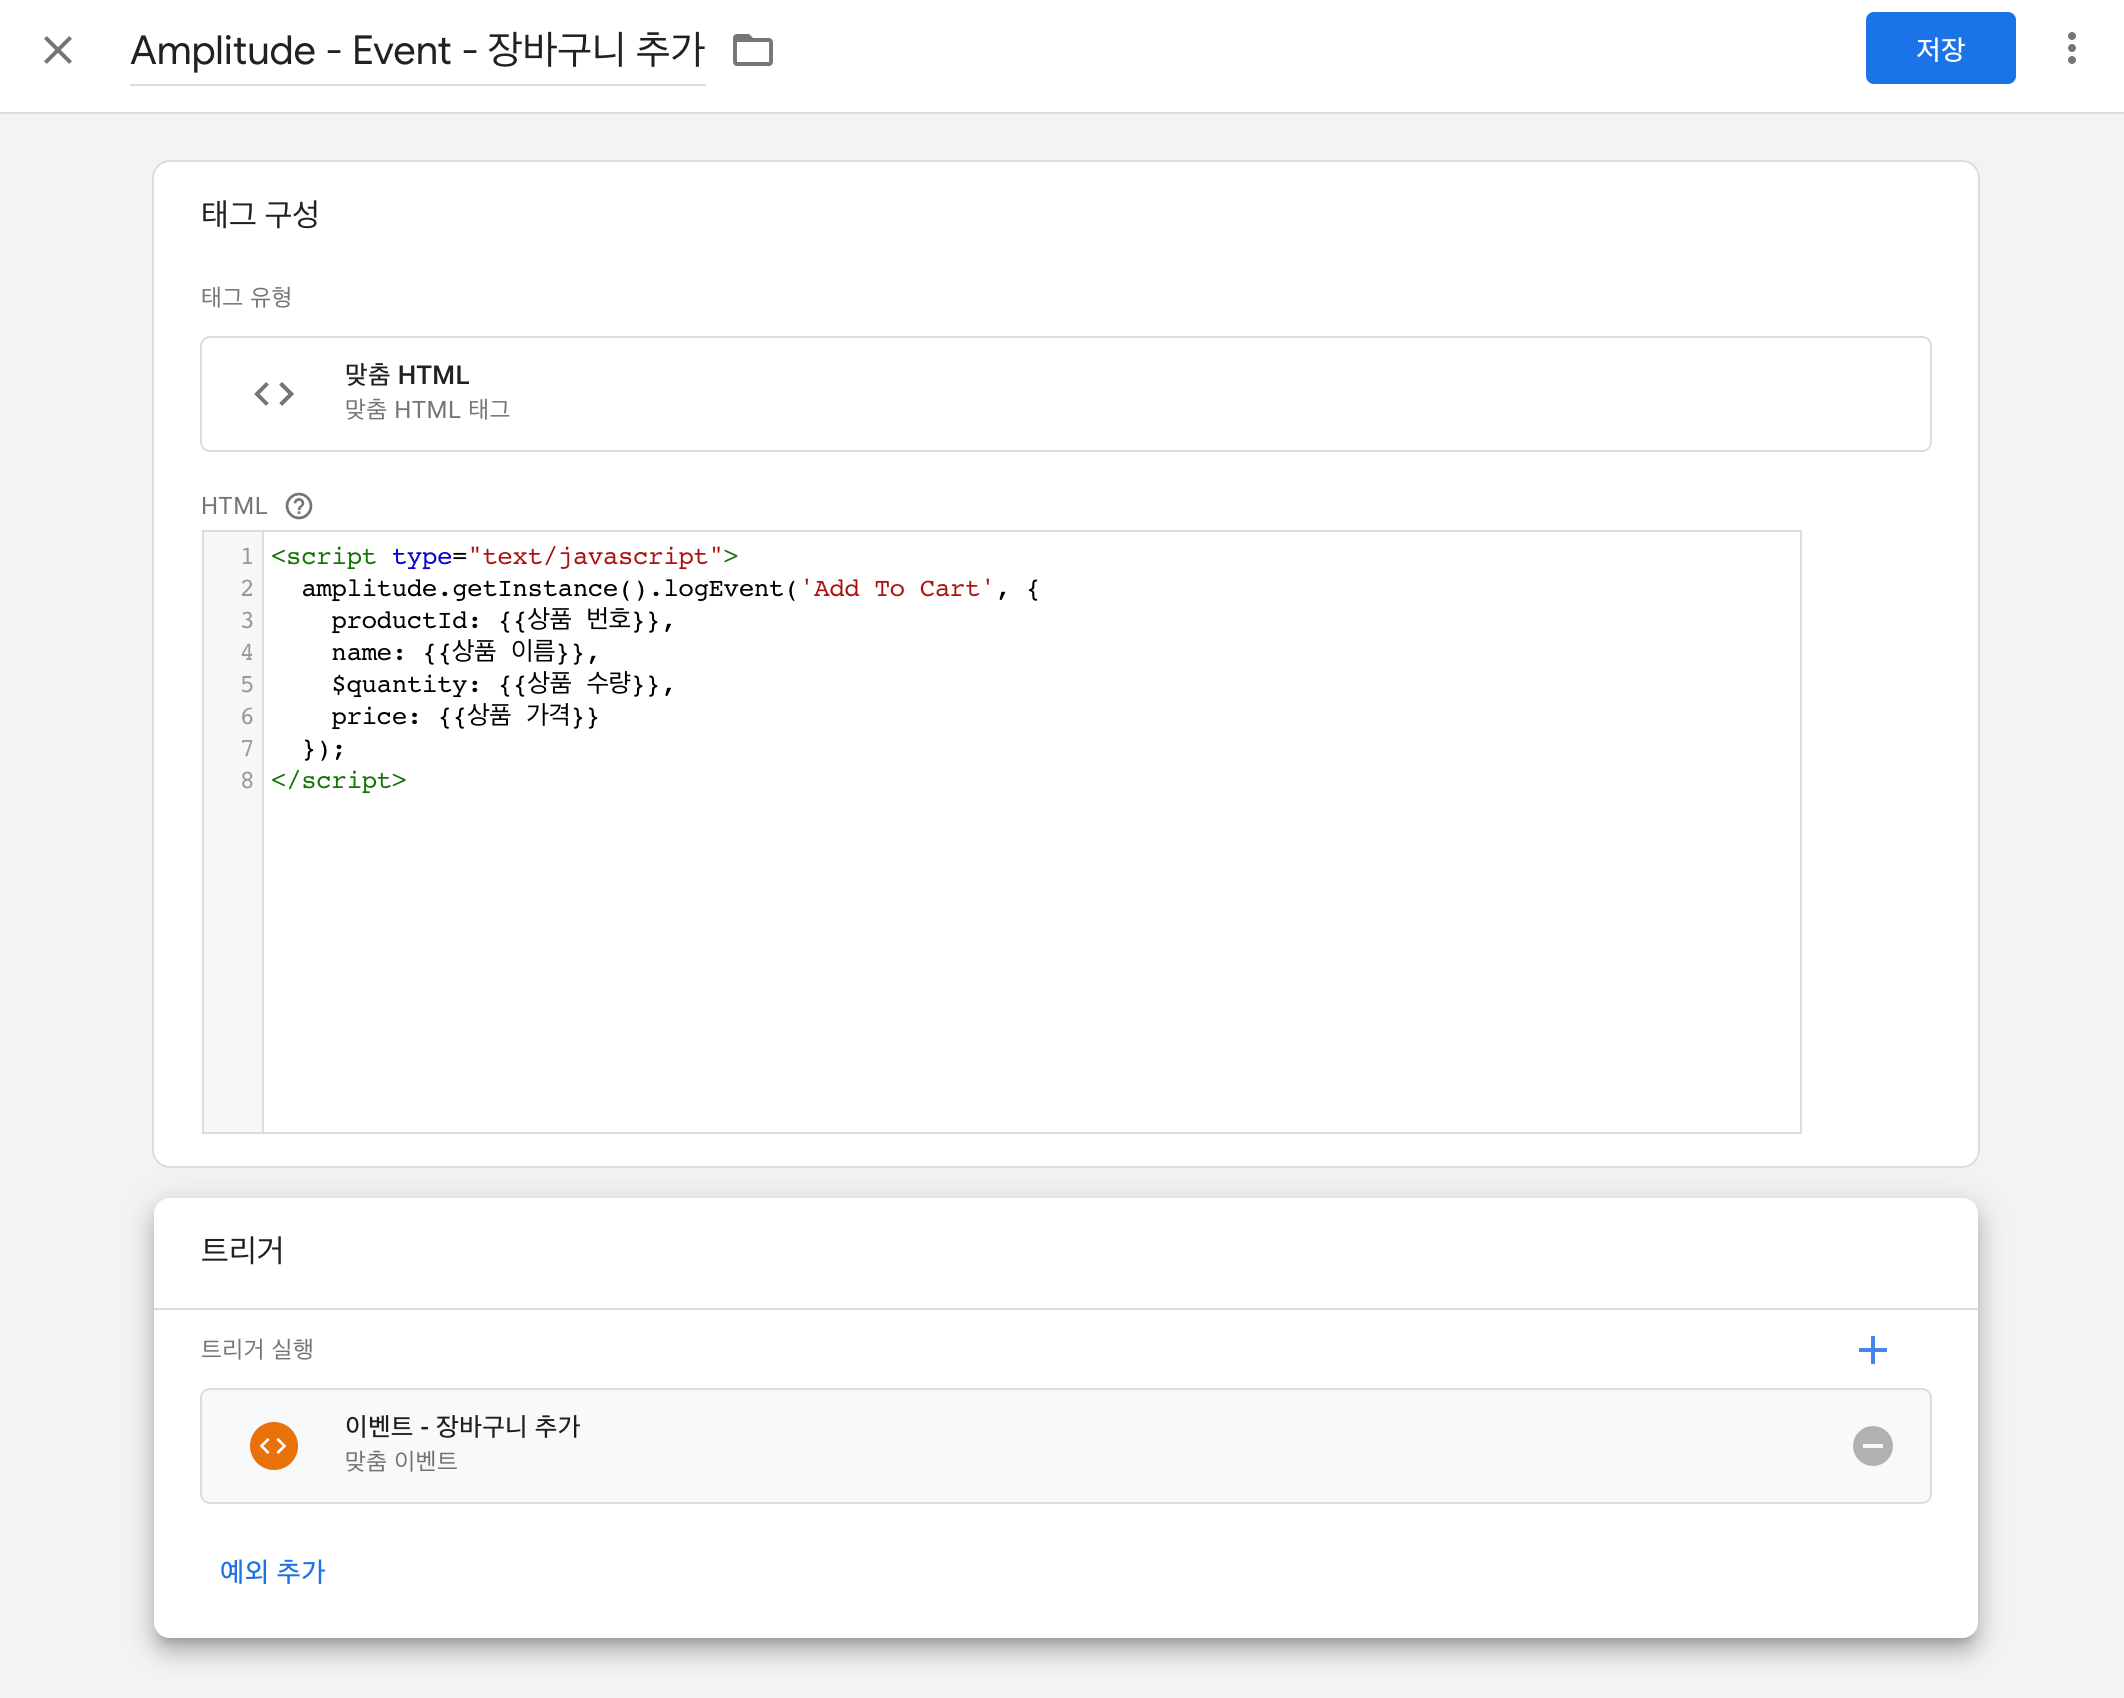 Amplitude - Event - 장바구니 추가
저장
태그 구성
태그 유형
맞춤 HTML
맞춤 HTML 태그
HTML
1 <script type="text/javascript">
2   amplitude.getInstance().logEvent('Add To Cart', {
3     productId: {{상품 번호}},
4     name: {{상품 이름}},
5     $quantity: {{상품 수량}},
6     price: {{상품 가격}}
7   });
8 </script>
트리거
트리거 실행
이벤트 - 장바구니 추가
맞춤 이벤트
예외 추가